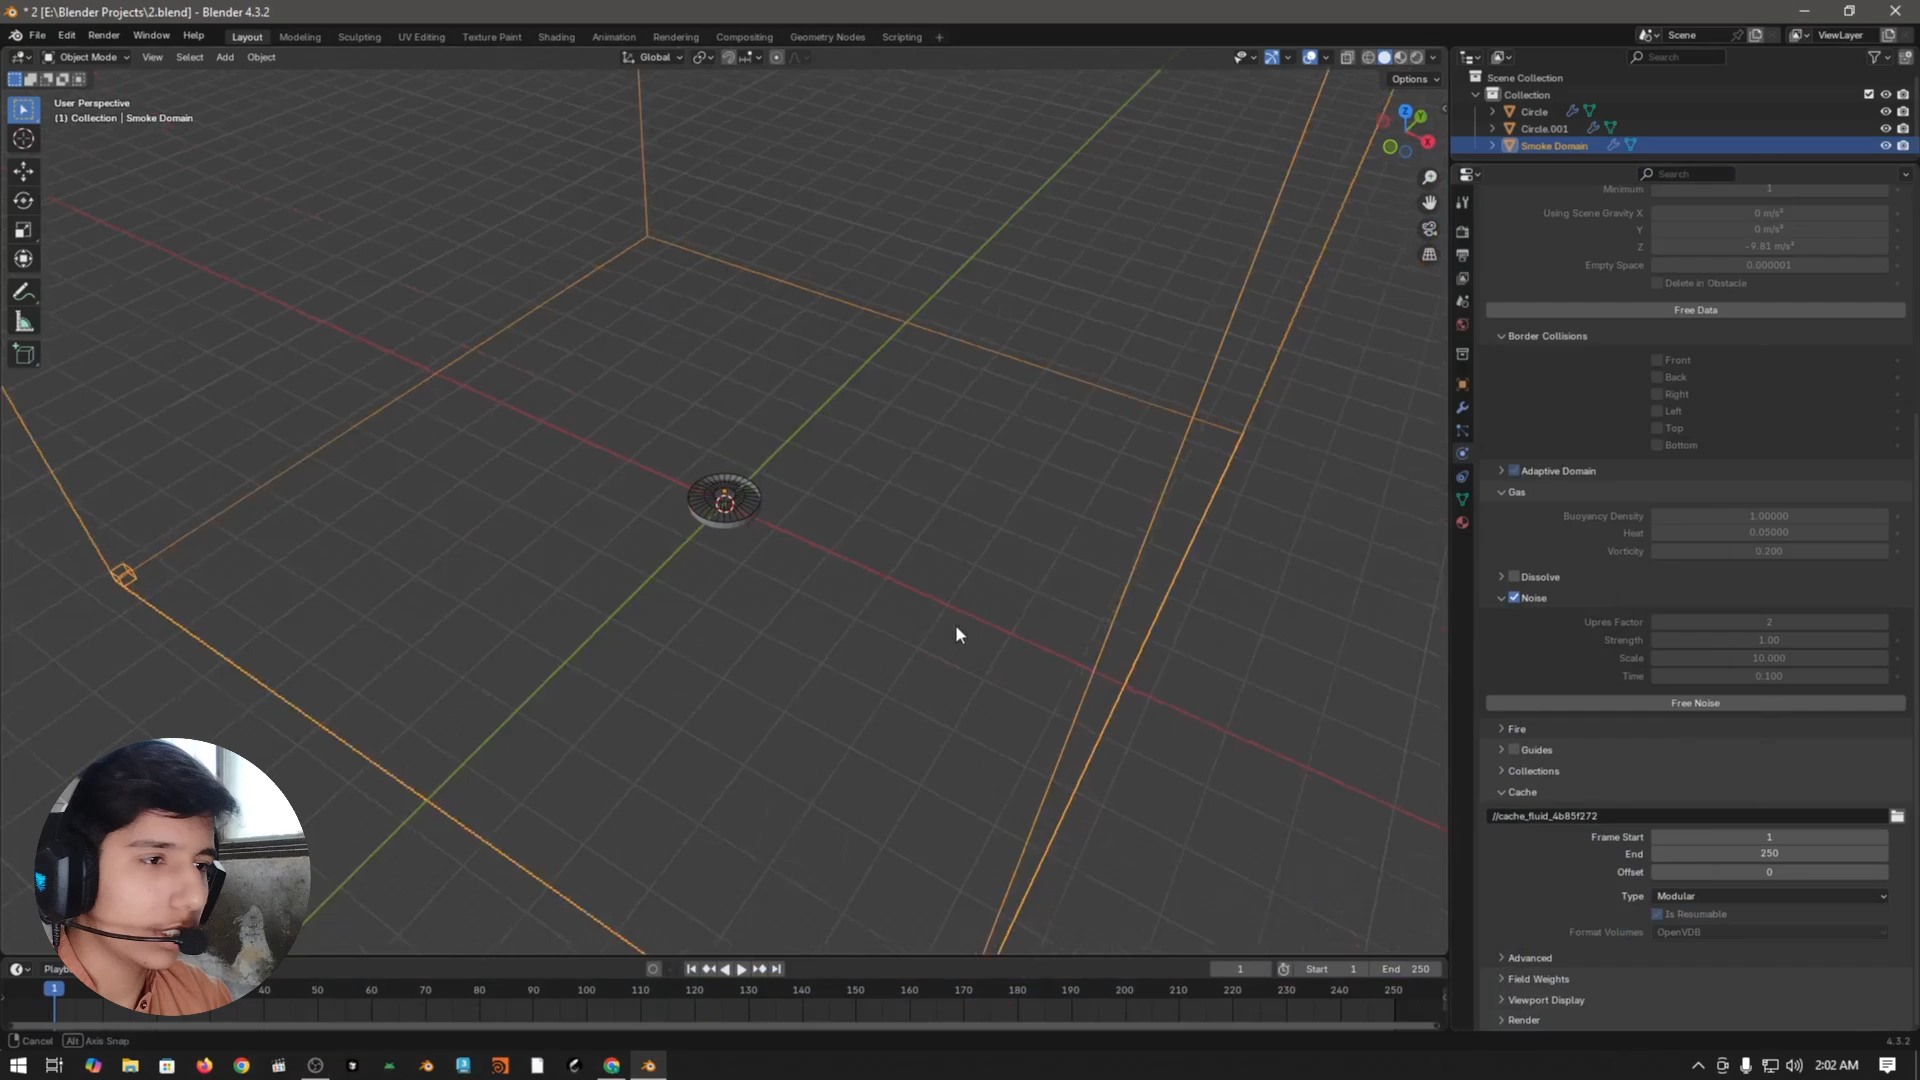 * 2 [E:\Blender Projects\2.blend] - Blender 4.3.2
File Edit Render Window Help Layout Modeling Sculpting UV Editing Texture Paint Shading Animation Rendering Compositing Geometry Nodes Scripting Scene ViewLayer
Object Mode View Select Add Object Global Search
Options
User Perspective
(1) Collection | Smoke Domain
Scene Collection
Collection
Circle
Circle.001
Smoke Domain
Search
Minimum 1
Using Scene Gravity X 0 m/s²
Y 0 m/s²
Z -9.81 m/s²
Empty Space 0.000001
Delete in Obstacle
Free Data
Border Collisions
Front
Back
Right
Left
Top
Bottom
Adaptive Domain
Gas
Buoyancy Density 1.00000
Heat 0.05000
Vorticity 0.200
Dissolve
Noise
Upres Factor 2
Strength 1.00
Scale 10.000
Time 0.100
Free Noise
Fire
Guides
Collections
Cache
//cache_fluid_4b85f272
Frame Start 1
End 250
Offset 0
Type Modular
Is Resumable
Format Volumes OpenVDB
Advanced
Field Weights
Viewport Display
Render
1 Start 1 End 250
1 40 50 60 70 80 90 100 110 120 130 140 150 160 170 180 190 200 210 220 230 240 250
Cancel Alt Axis Snap
4.3.2
2:02 AM